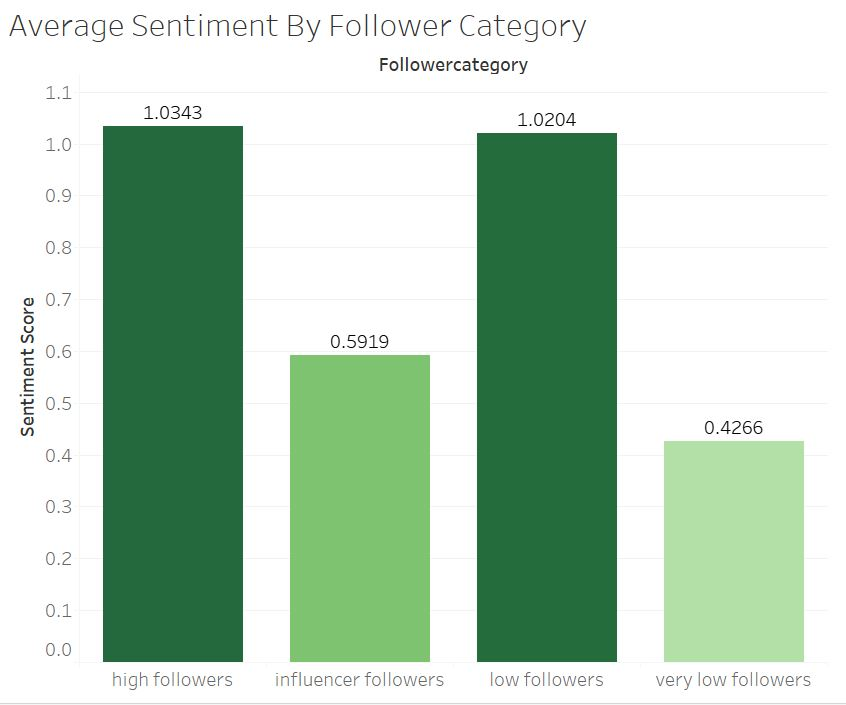 Average Sentiment By Follower Category
Followercategory
Sentiment Score
1.1
1.0
0.9
0.8
0.7
0.6
0.5
0.4
0.3
0.2
0.1
0.0
1.0343
0.5919
1.0204
0.4266
high followers
influencer followers
low followers
very low followers